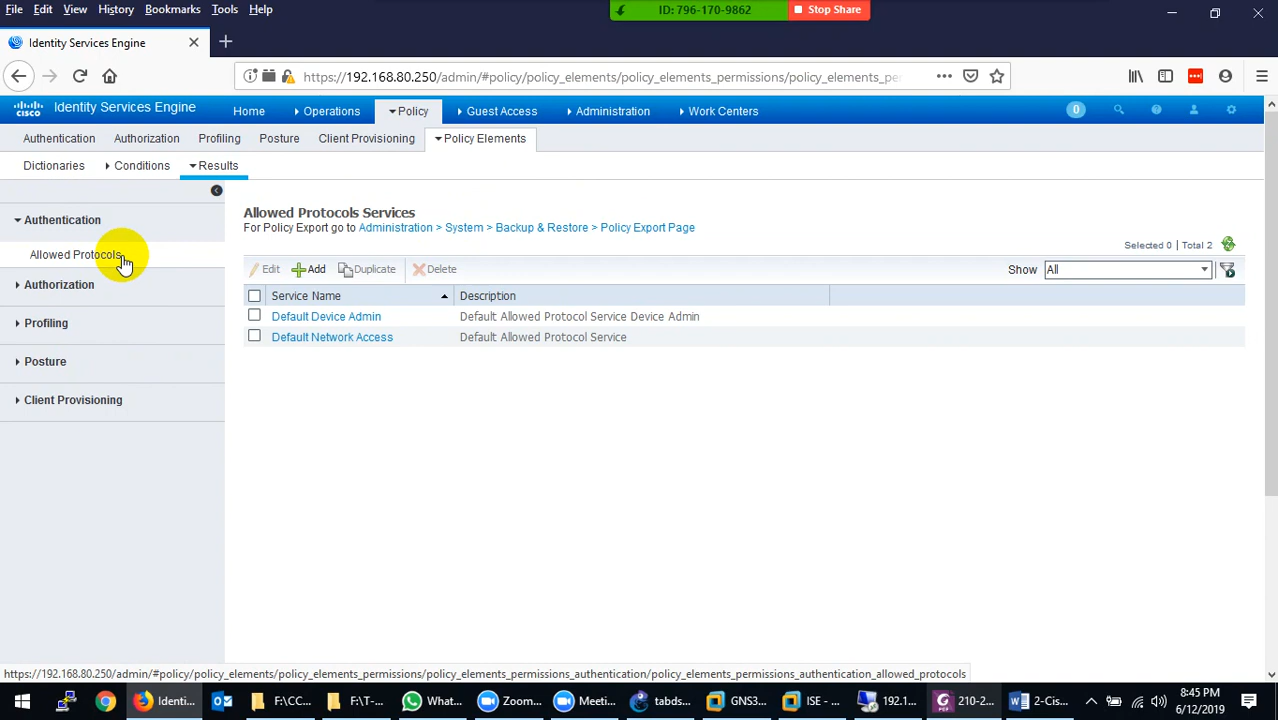 File Edit View History Bookmarks Tools Help
ID: 796-170-9862 Stop Share
Identity Services Engine
https://192.168.80.250/admin/#policy/policy_elements/policy_elements_permissions/policy_elements_pe
CISCO Identity Services Engine Home Operations Policy Guest Access Administration Work Centers 0
Authentication Authorization Profiling Posture Client Provisioning Policy Elements
Dictionaries Conditions Results
Authentication
Allowed Protocols
Authorization
Profiling
Posture
Client Provisioning
Allowed Protocols Services
For Policy Export go to Administration > System > Backup & Restore > Policy Export Page
Selected 0 | Total 2
Edit Add Duplicate Delete Show All
Service Name Description
Default Device Admin Default Allowed Protocol Service Device Admin
Default Network Access Default Allowed Protocol Service
https://192.168.80.250/admin/#policy/policy_elements/policy_elements_permissions/policy_elements_permissions_authentication/policy_elements_permissions_authentication_allowed_protocols
Identi... F:\CC... F:\T-... What... Zoom... Meeti... tabds... GNS3... ISE - ... 192.1... 210-2... 2-Cis... 8:45 PM
6/12/2019